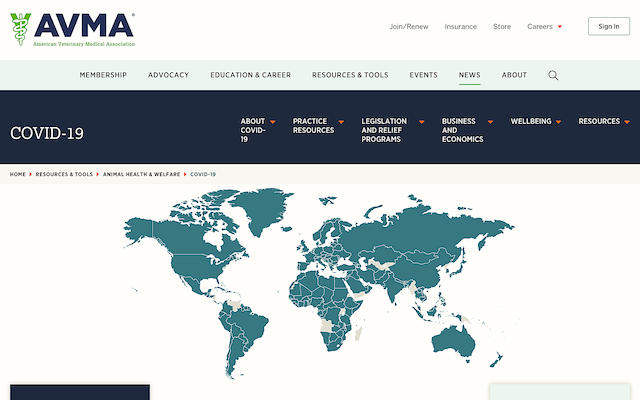 AVMA®
American Veterinary Medical Association
Join/Renew Insurance Store Careers Sign In
MEMBERSHIP ADVOCACY EDUCATION & CAREER RESOURCES & TOOLS EVENTS NEWS ABOUT
COVID-19
ABOUT COVID-19
PRACTICE RESOURCES
LEGISLATION AND RELIEF PROGRAMS
BUSINESS AND ECONOMICS
WELLBEING
RESOURCES
HOME RESOURCES & TOOLS ANIMAL HEALTH & WELFARE COVID-19